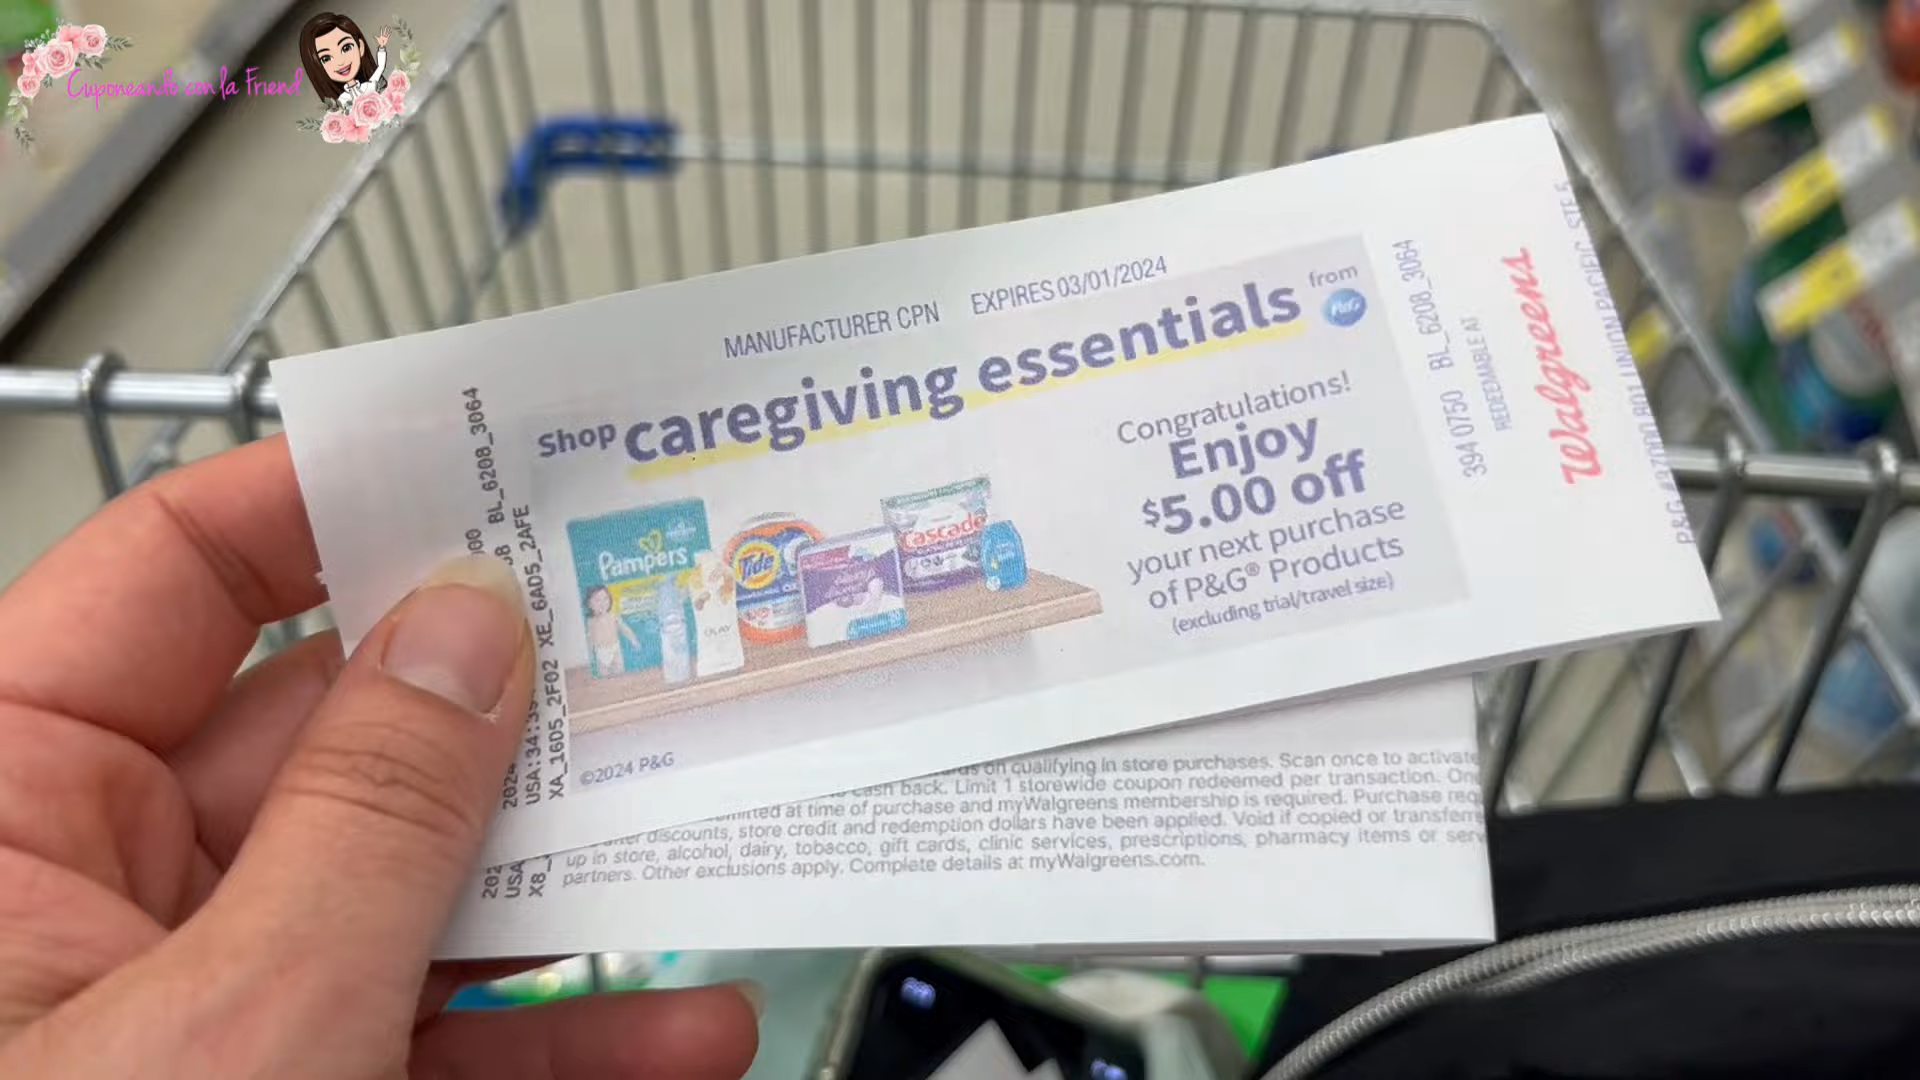 Cuponeando con la Friend
MANUFACTURER CPN EXPIRES 03/01/2024
Shop caregiving essentials from
P&G
Congratulations!
Enjoy
$5.00 off
your next purchase
of P&G® Products
(excluding trial/travel size)
Pampers
OLAY
Tide
Cascade
©2024 P&G
BL_6208_3064
XE_6AD5_2AFE
XA_16D5_2F02
394 0750 BL_6208_3064
REDEEMABLE AT
Walgreens
on qualifying in store purchases. Scan once to activate
cash back. Limit 1 storewide coupon redeemed per transaction.
at time of purchase and myWalgreens membership is required. Purchase
discounts, store credit and redemption dollars have been applied. Void if copied or
up in store, alcohol, dairy, tobacco, gift cards, clinic services, prescriptions, pharmacy items or
partners. Other exclusions apply. Complete details at myWalgreens.com.